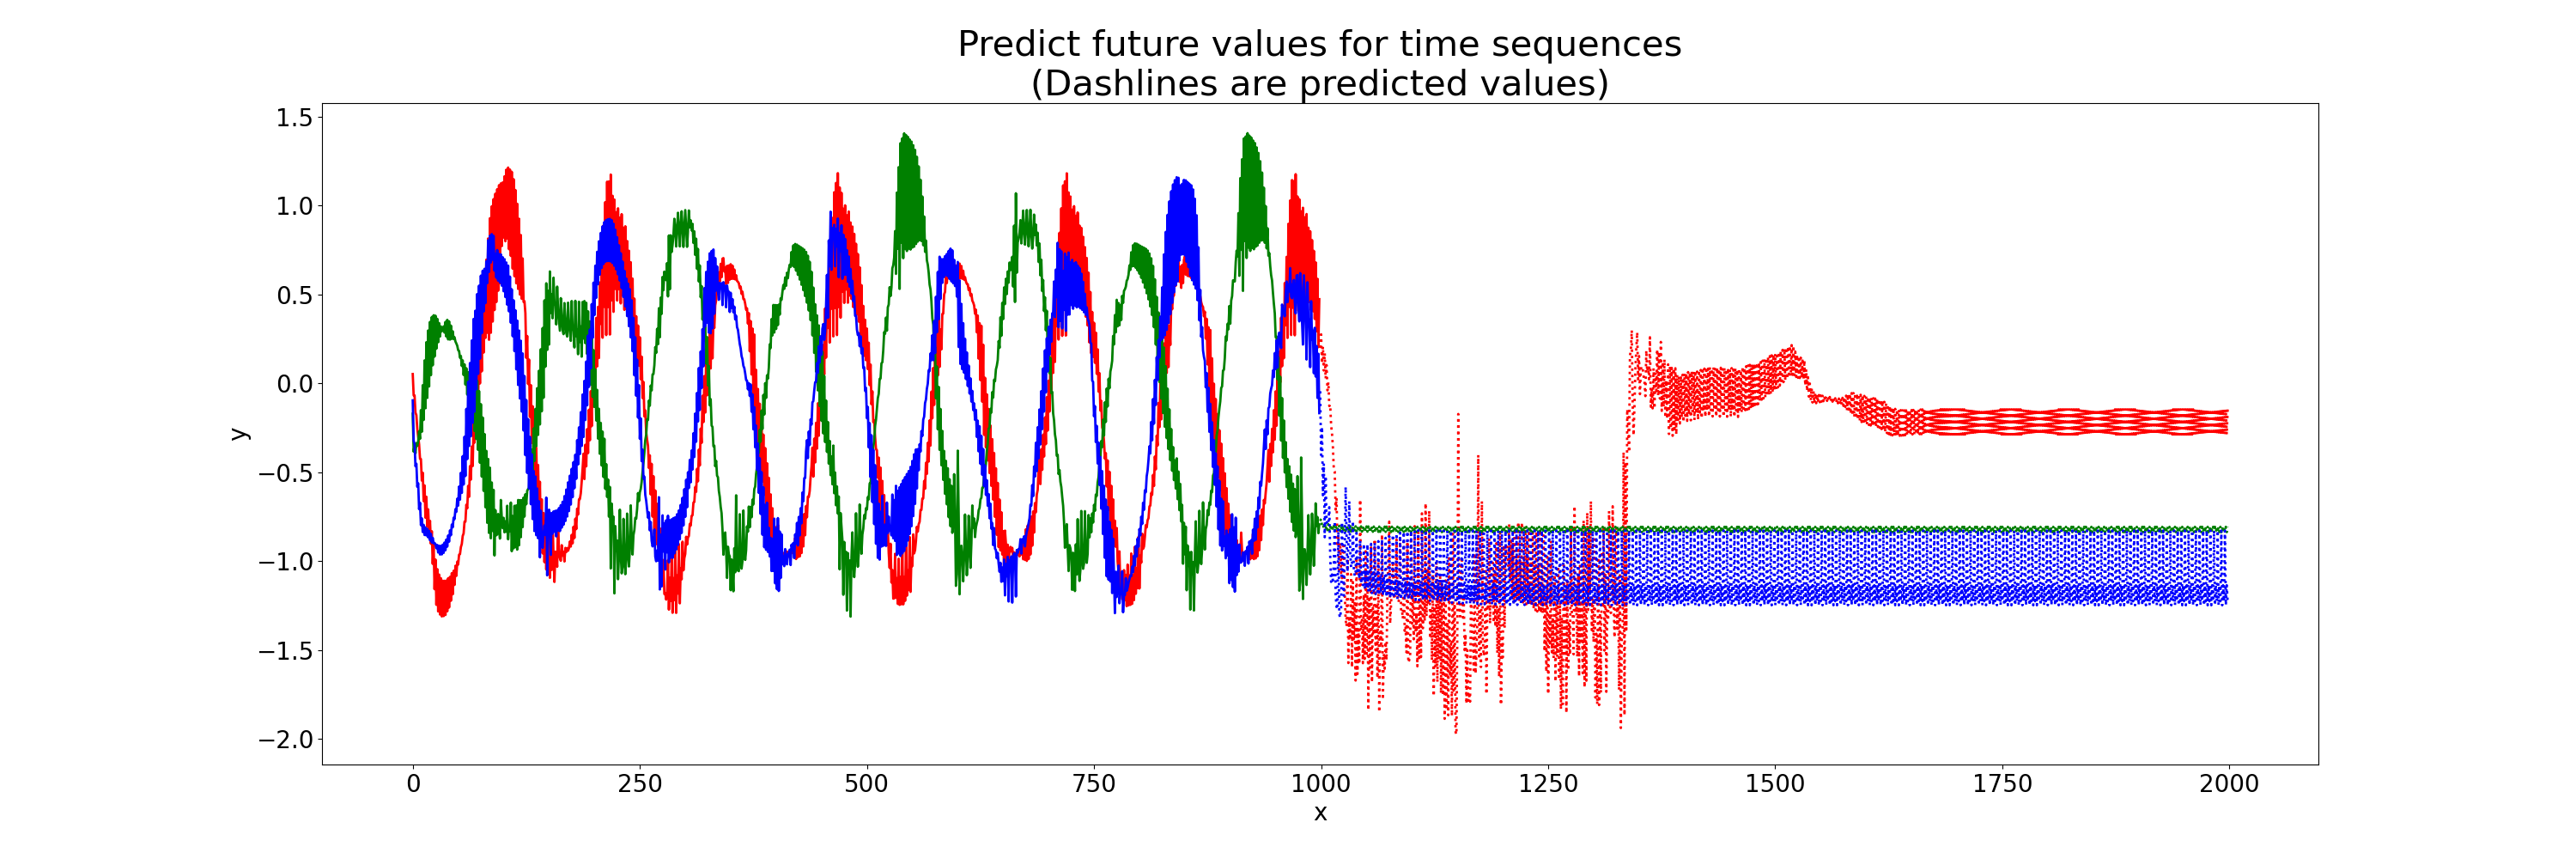 Predict future values for time sequences
(Dashlines are predicted values)
1.5
1.0
0.5
0.0
−0.5
−1.0
−1.5
−2.0
y
0 250 500 750 1000 1250 1500 1750 2000
x